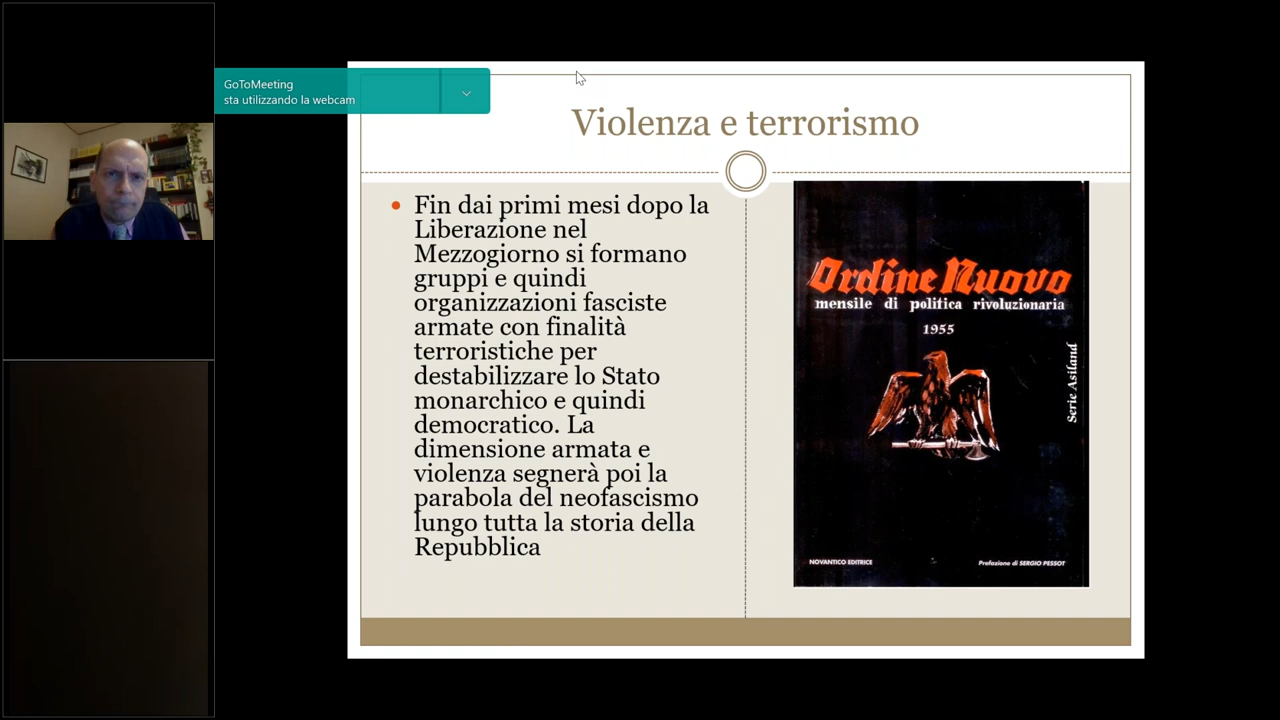 GoToMeeting
sta utilizzando la webcam
Violenza e terrorismo
Fin dai primi mesi dopo la
Liberazione nel
Mezzogiorno si formano
gruppi e quindi
organizzazioni fasciste
armate con finalità
terroristiche per
destabilizzare lo Stato
monarchico e quindi
democratico. La
dimensione armata e
violenza segnerà poi la
parabola del neofascismo
lungo tutta la storia della
Repubblica
Ordine Nuovo
mensile di politica rivoluzionaria
1955
Serie Asiland
NOVANTICO EDITRICE
Prefazione di SERGIO PESSOT